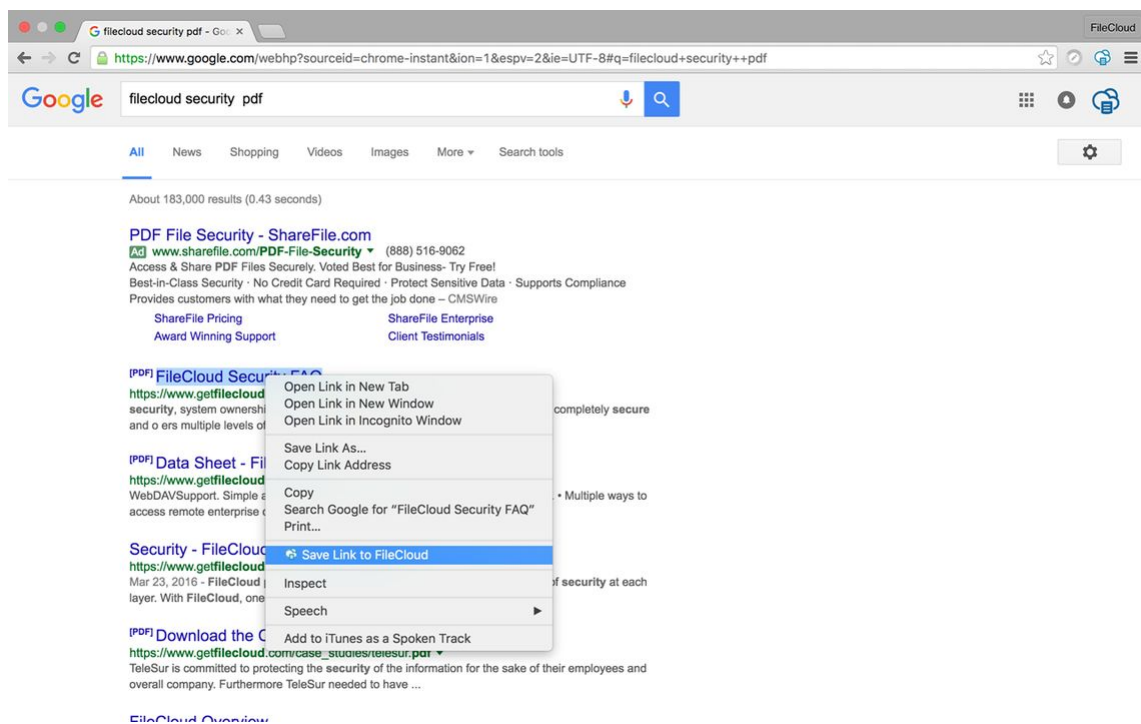 G filecloud security pdf - Goo ×
FileCloud
https://www.google.com/webhp?sourceid=chrome-instant&ion=1&espv=2&ie=UTF-8#q=filecloud+security++pdf
Google
filecloud security  pdf
All News Shopping Videos Images More Search tools
About 183,000 results (0.43 seconds)
PDF File Security - ShareFile.com
Ad www.sharefile.com/PDF-File-Security (888) 516-9062
Access & Share PDF Files Securely. Voted Best for Business- Try Free!
Best-in-Class Security · No Credit Card Required · Protect Sensitive Data · Supports Compliance
Provides customers with what they need to get the job done – CMSWire
ShareFile Pricing ShareFile Enterprise
Award Winning Support Client Testimonials
[PDF] FileCloud Security FAQ
https://www.getfilecloud
security, system ownershi completely secure
and o ers multiple levels of
[PDF] Data Sheet - Fil
https://www.getfilecloud
WebDAVSupport. Simple a . • Multiple ways to
access remote enterprise
Security - FileCloud
https://www.getfilecloud
Mar 23, 2016 - FileCloud of security at each
layer. With FileCloud, one
[PDF] Download the
https://www.getfilecloud.com/case_studies/telesur.pdf
TeleSur is committed to protecting the security of the information for the sake of their employees and
overall company. Furthermore TeleSur needed to have ...
FileCloud Overview
Open Link in New Tab
Open Link in New Window
Open Link in Incognito Window
Save Link As...
Copy Link Address
Copy
Search Google for “FileCloud Security FAQ”
Print...
Save Link to FileCloud
Inspect
Speech
Add to iTunes as a Spoken Track